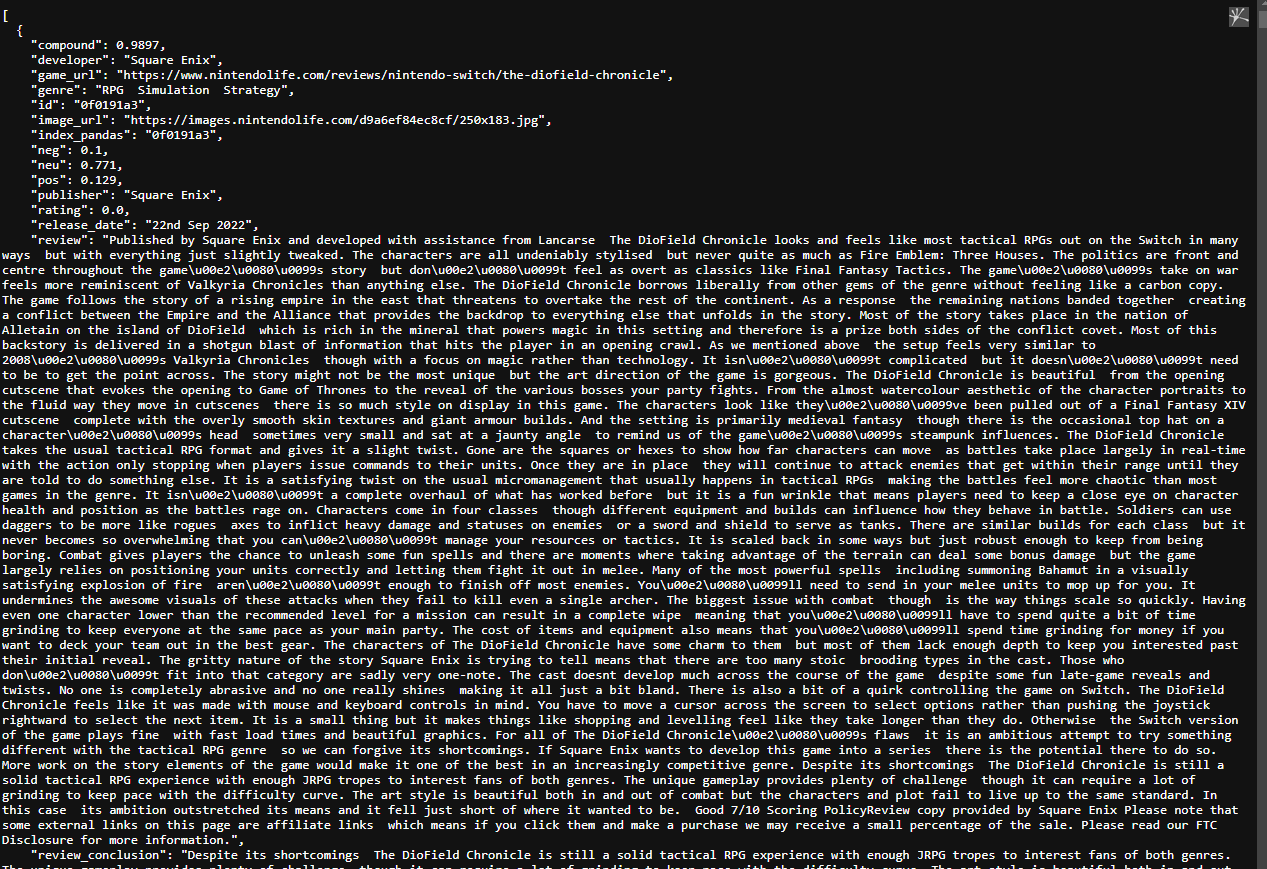 [
{
"compound": 0.9897,
"developer": "Square Enix",
"game_url": "https://www.nintendolife.com/reviews/nintendo-switch/the-diofield-chronicle",
"genre": "RPG  Simulation  Strategy",
"id": "0f0191a3",
"image_url": "https://images.nintendolife.com/d9a6ef84ec8cf/250x183.jpg",
"index_pandas": "0f0191a3",
"neg": 0.1,
"neu": 0.771,
"pos": 0.129,
"publisher": "Square Enix",
"rating": 0.0,
"release_date": "22nd Sep 2022",
"review": "Published by Square Enix and developed with assistance from Lancarse  The DioField Chronicle looks and feels like most tactical RPGs out on the Switch in many
ways  but with everything just slightly tweaked. The characters are all undeniably stylised  but never quite as much as Fire Emblem: Three Houses. The politics are front and
centre throughout the game\u00e2\u0080\u0099s story  but don\u00e2\u0080\u0099t feel as overt as classics like Final Fantasy Tactics. The game\u00e2\u0080\u0099s take on war
feels more reminiscent of Valkyria Chronicles than anything else. The DioField Chronicle borrows liberally from other gems of the genre without feeling like a carbon copy.
The game follows the story of a rising empire in the east that threatens to overtake the rest of the continent. As a response  the remaining nations banded together  creating
a conflict between the Empire and the Alliance that provides the backdrop to everything else that unfolds in the story. Most of the story takes place in the nation of
Alletain on the island of DioField  which is rich in the mineral that powers magic in this setting and therefore is a prize both sides of the conflict covet. Most of this
backstory is delivered in a shotgun blast of information that hits the player in an opening crawl. As we mentioned above  the setup feels very similar to
2008\u00e2\u0080\u0099s Valkyria Chronicles  though with a focus on magic rather than technology. It isn\u00e2\u0080\u0099t complicated  but it doesn\u00e2\u0080\u0099t need
to be to get the point across. The story might not be the most unique  but the art direction of the game is gorgeous. The DioField Chronicle is beautiful  from the opening
cutscene that evokes the opening to Game of Thrones to the reveal of the various bosses your party fights. From the almost watercolour aesthetic of the character portraits to
the fluid way they move in cutscenes  there is so much style on display in this game. The characters look like they\u00e2\u0080\u0099ve been pulled out of a Final Fantasy XIV
cutscene  complete with the overly smooth skin textures and giant armour builds. And the setting is primarily medieval fantasy  though there is the occasional top hat on a
character\u00e2\u0080\u0099s head  sometimes very small and sat at a jaunty angle  to remind us of the game\u00e2\u0080\u0099s steampunk influences. The DioField Chronicle
takes the usual tactical RPG format and gives it a slight twist. Gone are the squares or hexes to show how far characters can move  as battles take place largely in real-time
with the action only stopping when players issue commands to their units. Once they are in place  they will continue to attack enemies that get within their range until they
are told to do something else. It is a satisfying twist on the usual micromanagement that usually happens in tactical RPGs  making the battles feel more chaotic than most
games in the genre. It isn\u00e2\u0080\u0099t a complete overhaul of what has worked before  but it is a fun wrinkle that means players need to keep a close eye on character
health and position as the battles rage on. Characters come in four classes  though different equipment and builds can influence how they behave in battle. Soldiers can use
daggers to be more like rogues  axes to inflict heavy damage and statuses on enemies  or a sword and shield to serve as tanks. There are similar builds for each class  but it
never becomes so overwhelming that you can\u00e2\u0080\u0099t manage your resources or tactics. It is scaled back in some ways but just robust enough to keep from being
boring. Combat gives players the chance to unleash some fun spells and there are moments where taking advantage of the terrain can deal some bonus damage  but the game
largely relies on positioning your units correctly and letting them fight it out in melee. Many of the most powerful spells  including summoning Bahamut in a visually
satisfying explosion of fire  aren\u00e2\u0080\u0099t enough to finish off most enemies. You\u00e2\u0080\u0099ll need to send in your melee units to mop up for you. It
undermines the awesome visuals of these attacks when they fail to kill even a single archer. The biggest issue with combat  though  is the way things scale so quickly. Having
even one character lower than the recommended level for a mission can result in a complete wipe  meaning that you\u00e2\u0080\u0099ll have to spend quite a bit of time
grinding to keep everyone at the same pace as your main party. The cost of items and equipment also means that you\u00e2\u0080\u0099ll spend time grinding for money if you
want to deck your team out in the best gear. The characters of The DioField Chronicle have some charm to them  but most of them lack enough depth to keep you interested past
their initial reveal. The gritty nature of the story Square Enix is trying to tell means that there are too many stoic  brooding types in the cast. Those who
don\u00e2\u0080\u0099t fit into that category are sadly very one-note. The cast doesnt develop much across the course of the game  despite some fun late-game reveals and
twists. No one is completely abrasive and no one really shines  making it all just a bit bland. There is also a bit of a quirk controlling the game on Switch. The DioField
Chronicle feels like it was made with mouse and keyboard controls in mind. You have to move a cursor across the screen to select options rather than pushing the joystick
rightward to select the next item. It is a small thing but it makes things like shopping and levelling feel like they take longer than they do. Otherwise  the Switch version
of the game plays fine  with fast load times and beautiful graphics. For all of The DioField Chronicle\u00e2\u0080\u0099s flaws  it is an ambitious attempt to try something
different with the tactical RPG genre  so we can forgive its shortcomings. If Square Enix wants to develop this game into a series  there is the potential there to do so.
More work on the story elements of the game would make it one of the best in an increasingly competitive genre. Despite its shortcomings  The DioField Chronicle is still a
solid tactical RPG experience with enough JRPG tropes to interest fans of both genres. The unique gameplay provides plenty of challenge  though it can require a lot of
grinding to keep pace with the difficulty curve. The art style is beautiful both in and out of combat but the characters and plot fail to live up to the same standard. In
this case  its ambition outstretched its means and it fell just short of where it wanted to be.  Good 7/10 Scoring PolicyReview copy provided by Square Enix Please note that
some external links on this page are affiliate links  which means if you click them and make a purchase we may receive a small percentage of the sale. Please read our FTC
Disclosure for more information.",
"review_conclusion": "Despite its shortcomings  The DioField Chronicle is still a solid tactical RPG experience with enough JRPG tropes to interest fans of both genres.